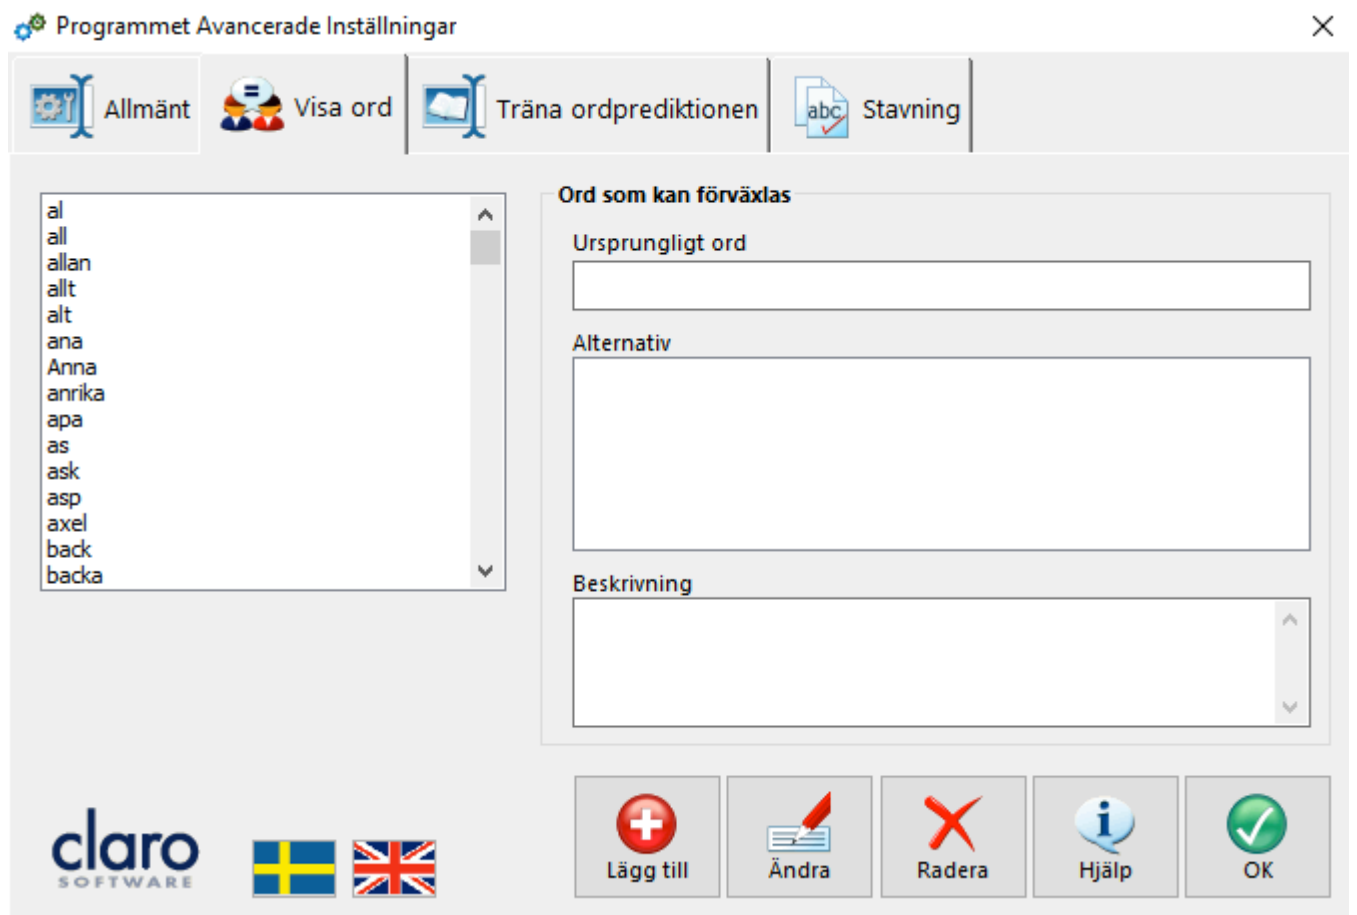 Programmet Avancerade Inställningar
Allmänt
Visa ord
Träna ordprediktionen
abc
Stavning
al
all
allan
allt
alt
ana
Anna
anrika
apa
as
ask
asp
axel
back
backa
Ord som kan förväxlas
Ursprungligt ord
Alternativ
Beskrivning
claro
SOFTWARE
Lägg till
Ändra
Radera
Hjälp
OK